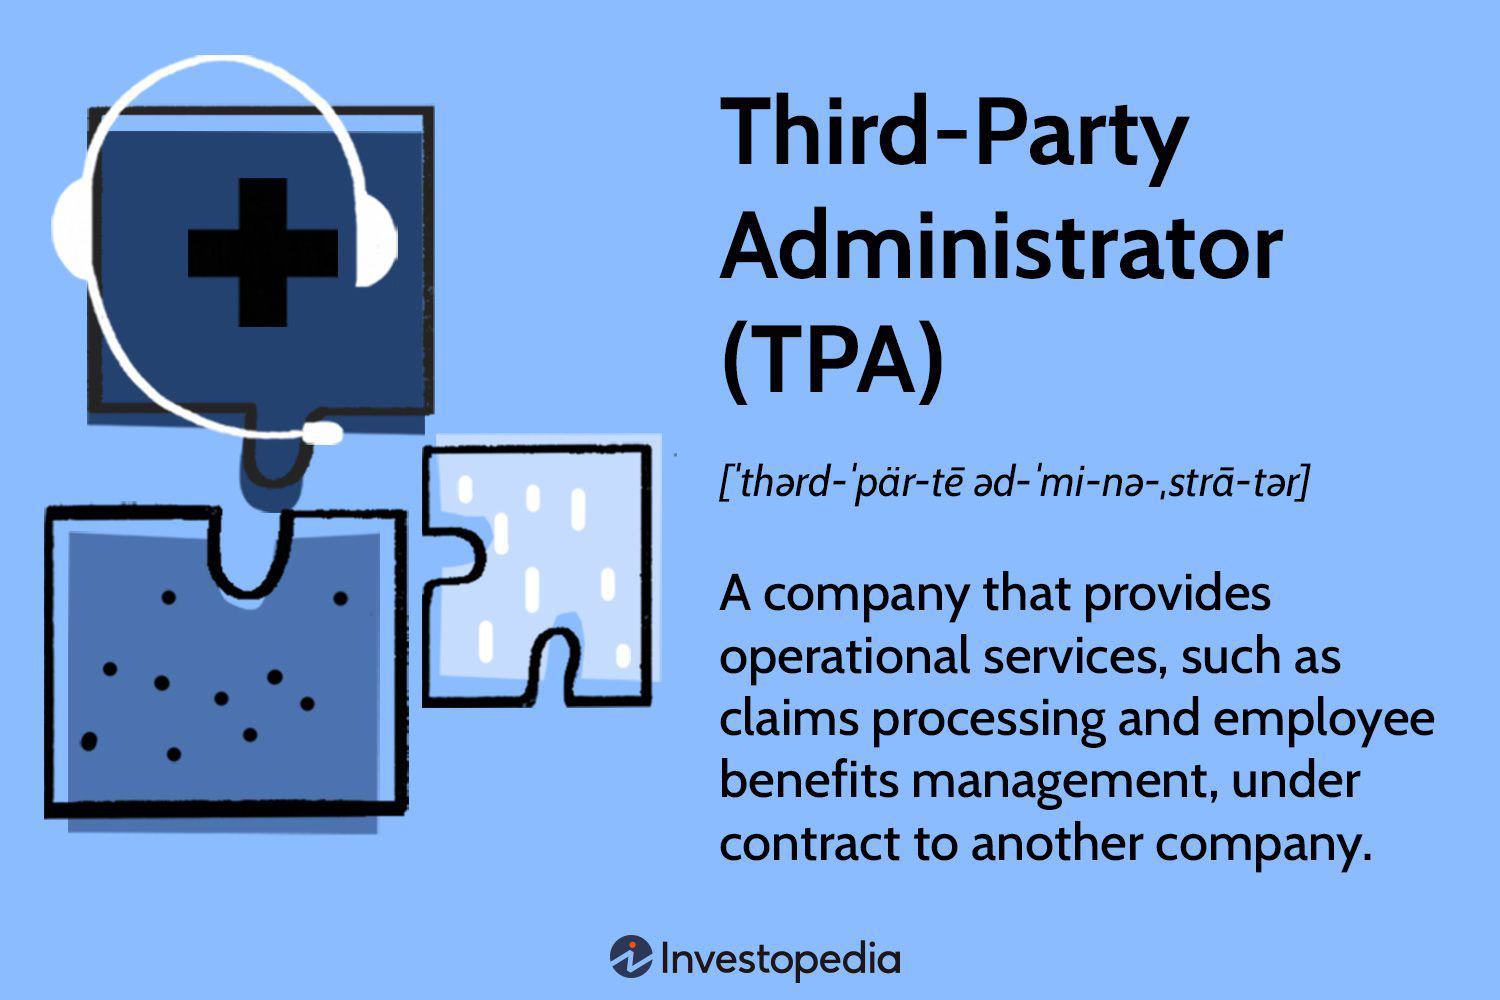 Third-Party
Administrator
(TPA)
[ˈthərd-ˈpär-tē əd-ˈmi-nə-ˌstrā-tər]
A company that provides
operational services, such as
claims processing and employee
benefits management, under
contract to another company.
Investopedia